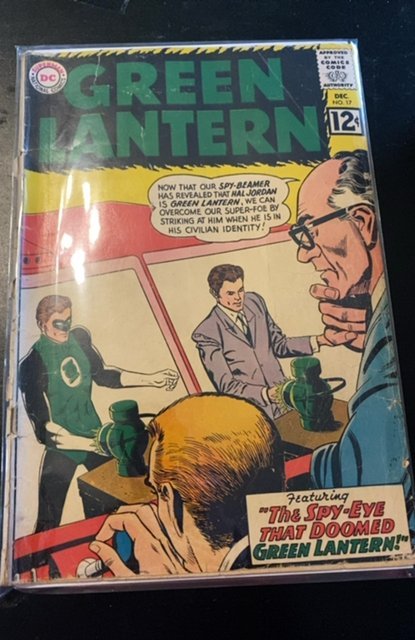 SUPERMAN
DC
NATIONAL COMICS
GREEN
LANTERN
APPROVED
BY THE
COMICS
CODE
AUTHORITY
DEC.
NO. 17
12¢
NOW THAT OUR SPY-BEAMER
HAS REVEALED THAT HAL JORDAN
IS GREEN LANTERN, WE CAN
OVERCOME OUR SUPER-FOE BY
STRIKING AT HIM WHEN HE IS
IN HIS CIVILIAN IDENTITY!
Featuring
"THE SPY-EYE
THAT DOOMED
GREEN LANTERN!"